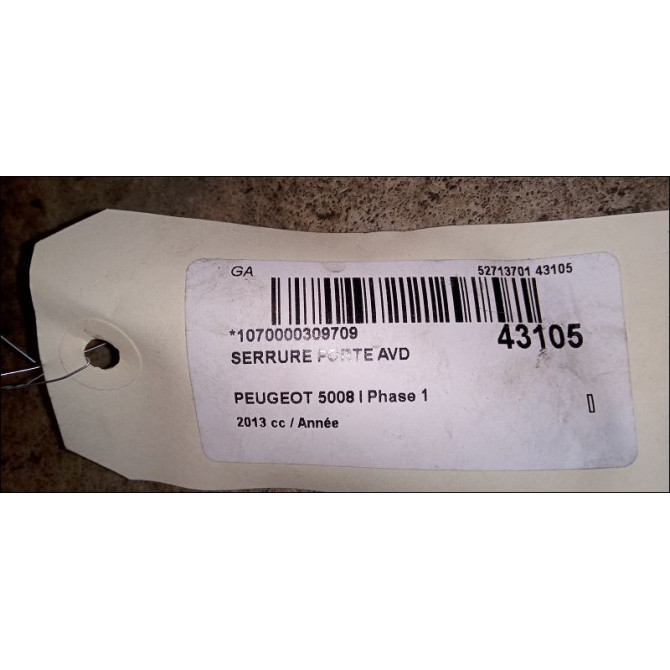 GA 52713701 43105
*1070000309709 43105
SERRURE PORTE AVD
PEUGEOT 5008 I Phase 1
2013 cc / Année